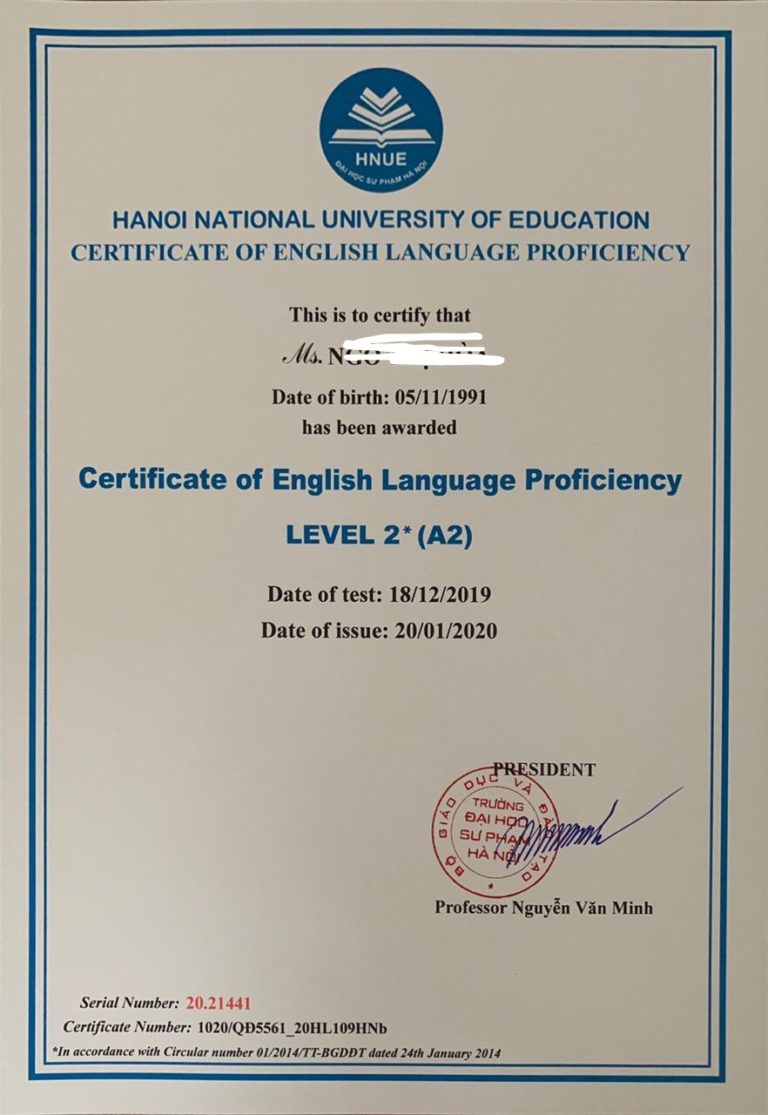 HNUE
ĐẠI HỌC SƯ PHẠM HÀ NỘI
HANOI NATIONAL UNIVERSITY OF EDUCATION
CERTIFICATE OF ENGLISH LANGUAGE PROFICIENCY
This is to certify that
Ms.
Date of birth: 05/11/1991
has been awarded
Certificate of English Language Proficiency
LEVEL 2* (A2)
Date of test: 18/12/2019
Date of issue: 20/01/2020
PRESIDENT
BỘ GIÁO DỤC VÀ ĐÀO TẠO
TRƯỜNG
ĐẠI HỌC
SƯ PHẠM
HÀ NỘI
Professor Nguyễn Văn Minh
Serial Number: 20.21441
Certificate Number: 1020/QĐ5561_20HL109HNb
*In accordance with Circular number 01/2014/TT-BGDĐT dated 24th January 2014